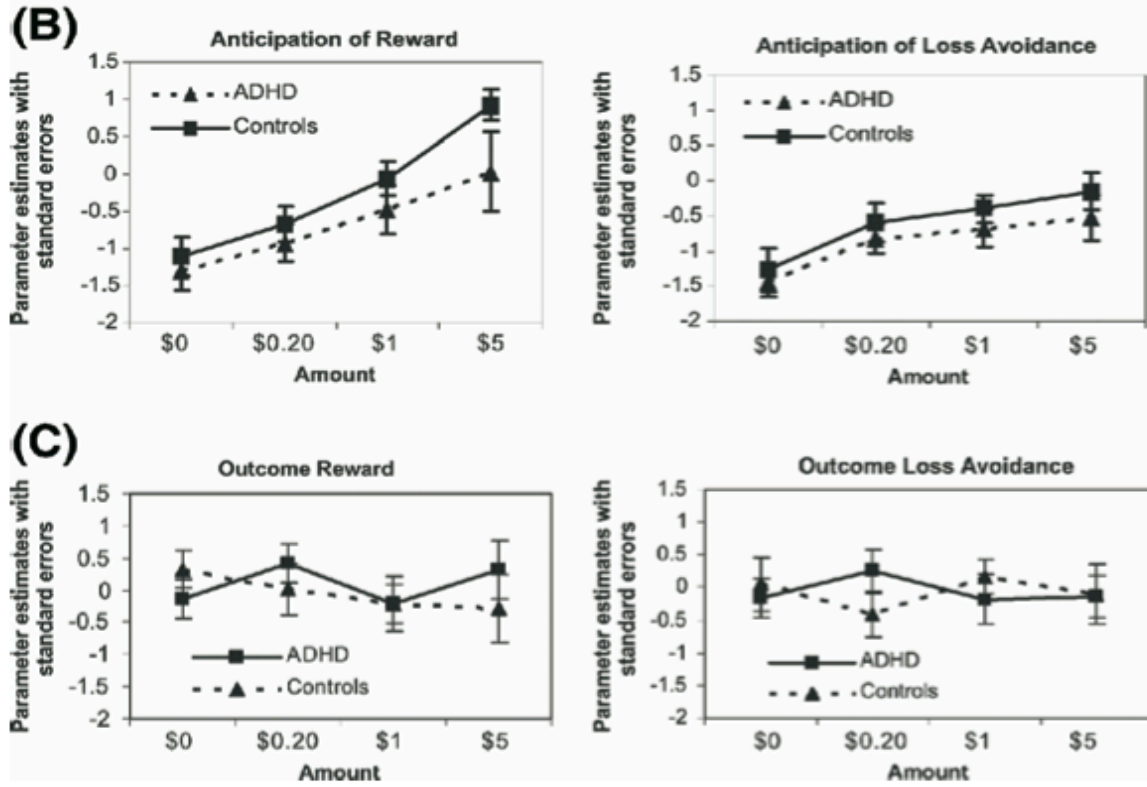 (B)
Anticipation of Reward
Parameter estimates with
standard errors
1.5
1
0.5
0
-0.5
-1
-1.5
-2
ADHD
Controls
$0 $0.20 $1 $5
Amount
Anticipation of Loss Avoidance
Parameter estimates with
standard errors
1.5
1
0.5
0
-0.5
-1
-1.5
-2
ADHD
Controls
$0 $0.20 $1 $5
Amount
(C)
Outcome Reward
Parameter estimates with
standard errors
1.5
1
0.5
0
-0.5
-1
-1.5
-2
ADHD
Controls
$0 $0.20 $1 $5
Amount
Outcome Loss Avoidance
Parameter estimates with
standard errors
1.5
1
0.5
0
-0.5
-1
-1.5
-2
ADHD
Controls
$0 $0.20 $1 $5
Amount